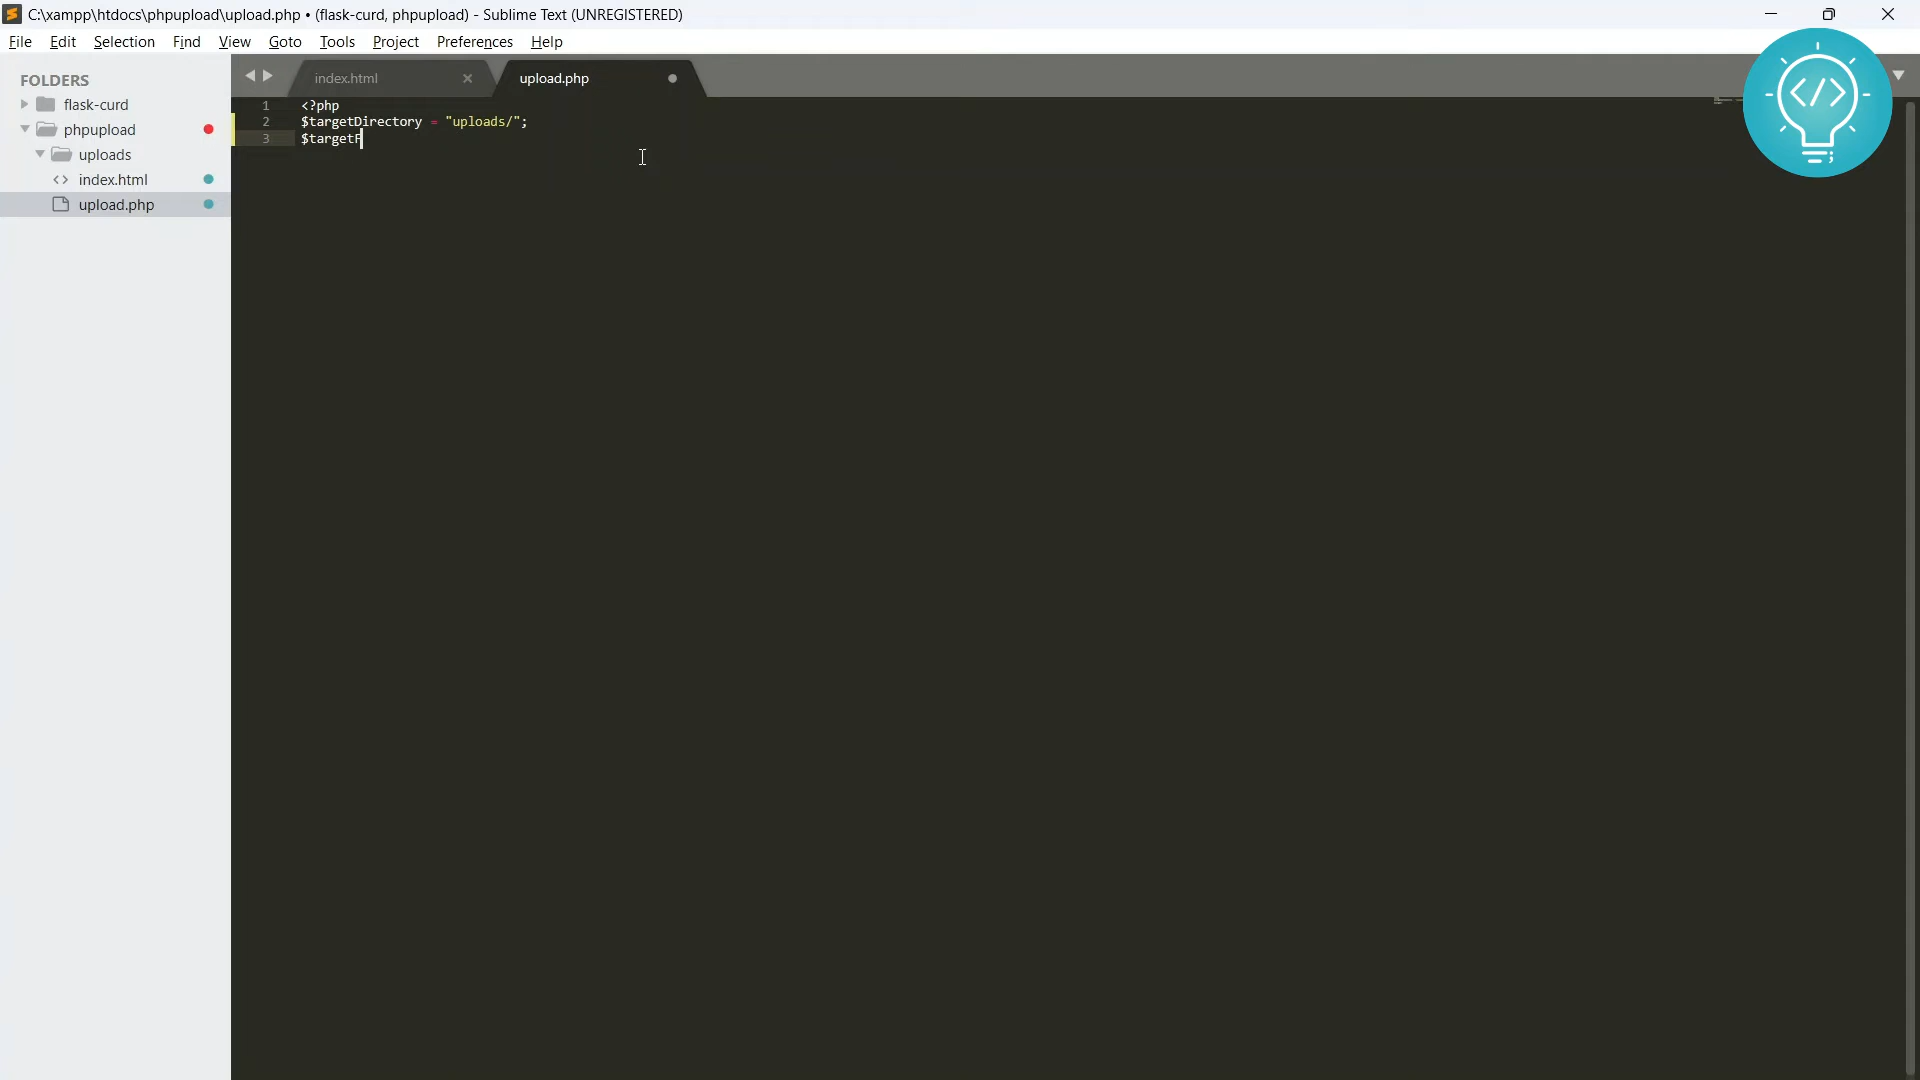 C:\xampp\htdocs\phpupload\upload.php • (flask-curd, phpupload) - Sublime Text (UNREGISTERED)
File Edit Selection Find View Goto Tools Project Preferences Help
FOLDERS
flask-curd
phpupload
uploads
index.html
upload.php
index.html
upload.php
1 <?php
2 $targetDirectory = "uploads/";
3 $targetF